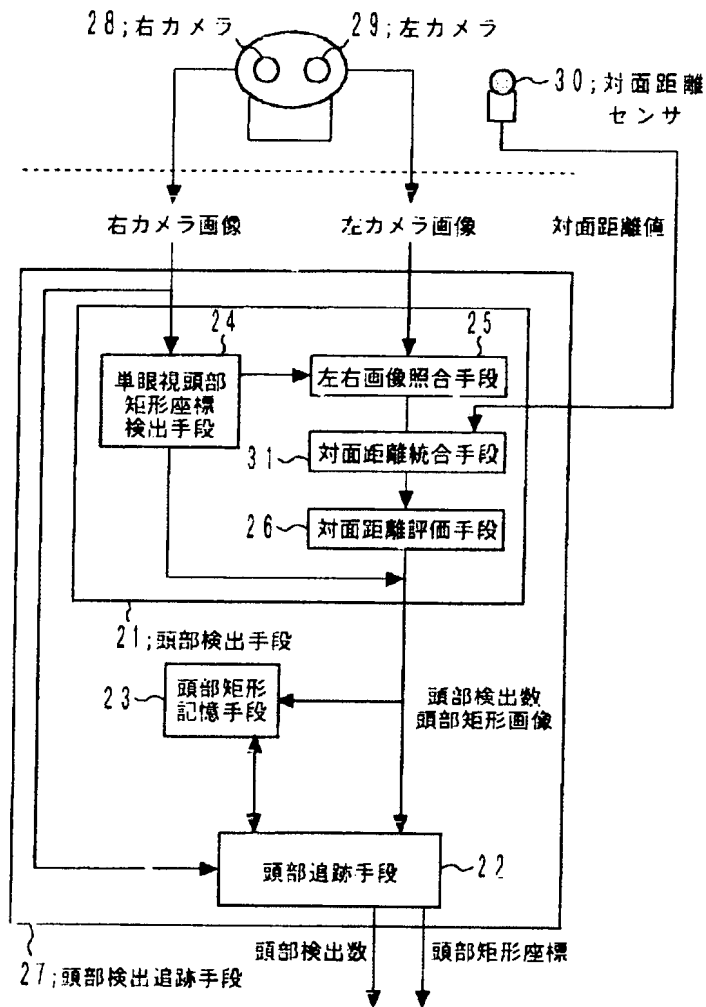 28;右カメラ
29;左カメラ
30;対面距離
センサ
右カメラ画像
左カメラ画像
対面距離値
24
25
単眼視頭部
矩形座標
検出手段
左右画像照合手段
31
対面距離統合手段
26
対面距離評価手段
21;頭部検出手段
23
頭部矩形
記憶手段
頭部検出数
頭部矩形画像
頭部追跡手段
22
27;頭部検出追跡手段
頭部検出数
頭部矩形座標